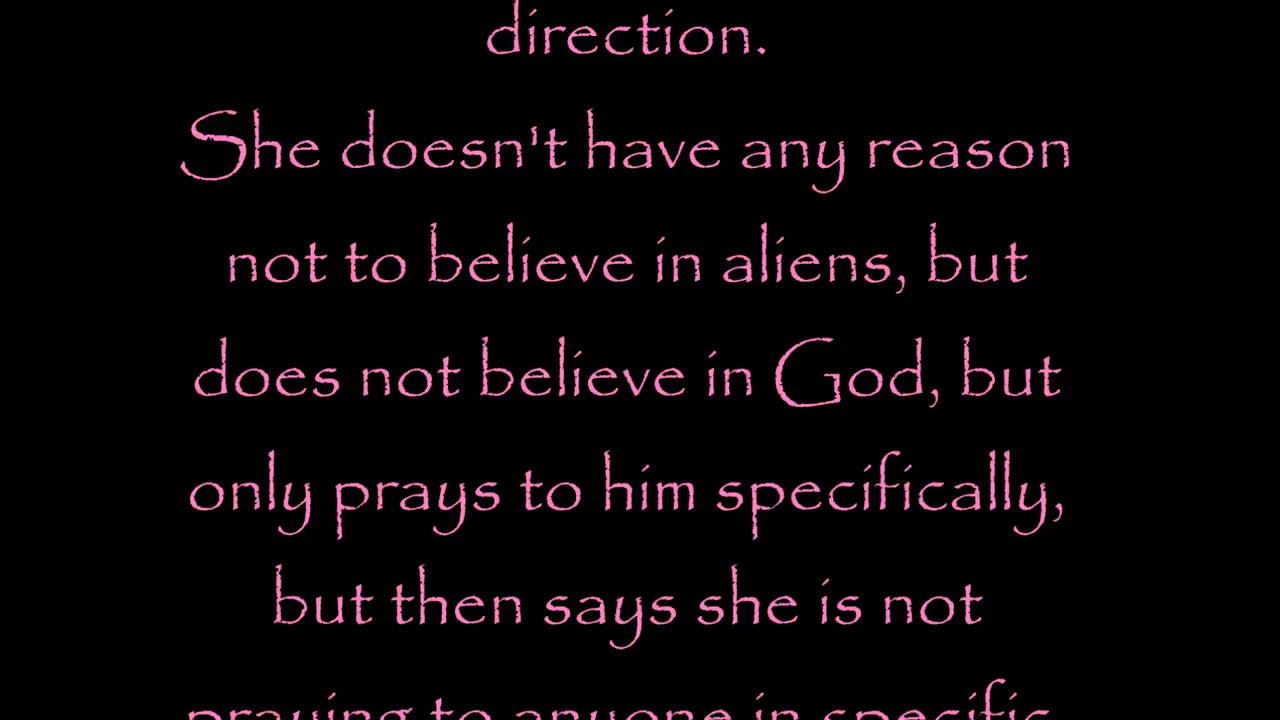 direction.
She doesn't have any reason
not to believe in aliens, but
does not believe in God, but
only prays to him specifically,
but then says she is not
praying to anyone in specific